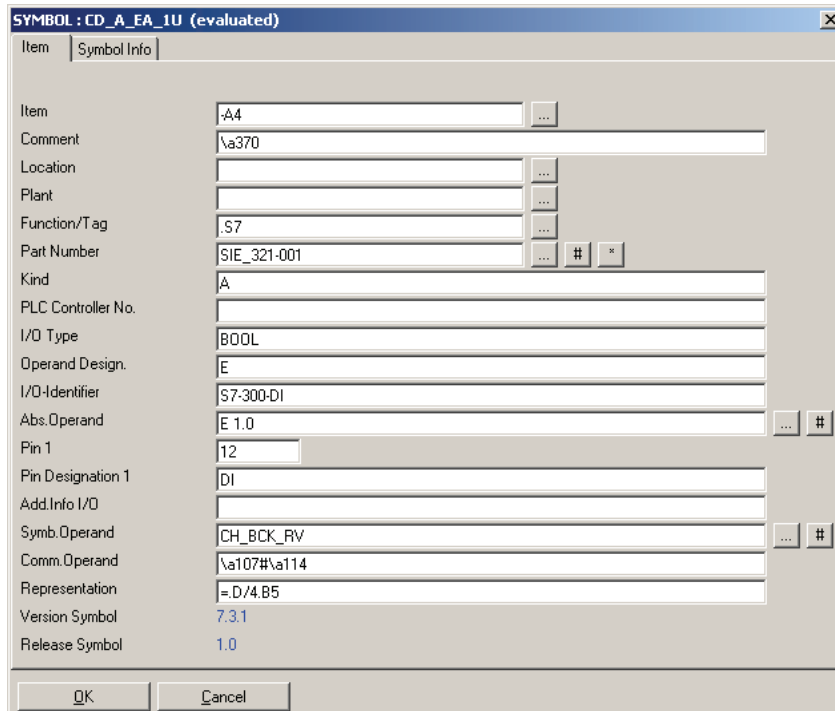 SYMBOL : CD_A_EA_1U (evaluated)
Item Symbol Info
Item -A4 ...
Comment \a370
Location ...
Plant ...
Function/Tag .S7 ...
Part Number SIE_321-001 ... # *
Kind A
PLC Controller No.
I/O Type BOOL
Operand Design. E
I/O-Identifier S7-300-DI
Abs.Operand E 1.0 ... #
Pin 1 12
Pin Designation 1 DI
Add.Info I/O
Symb.Operand CH_BCK_RV ... #
Comm.Operand \a107#\a114
Representation =.D/4.B5
Version Symbol 7.3.1
Release Symbol 1.0
OK Cancel